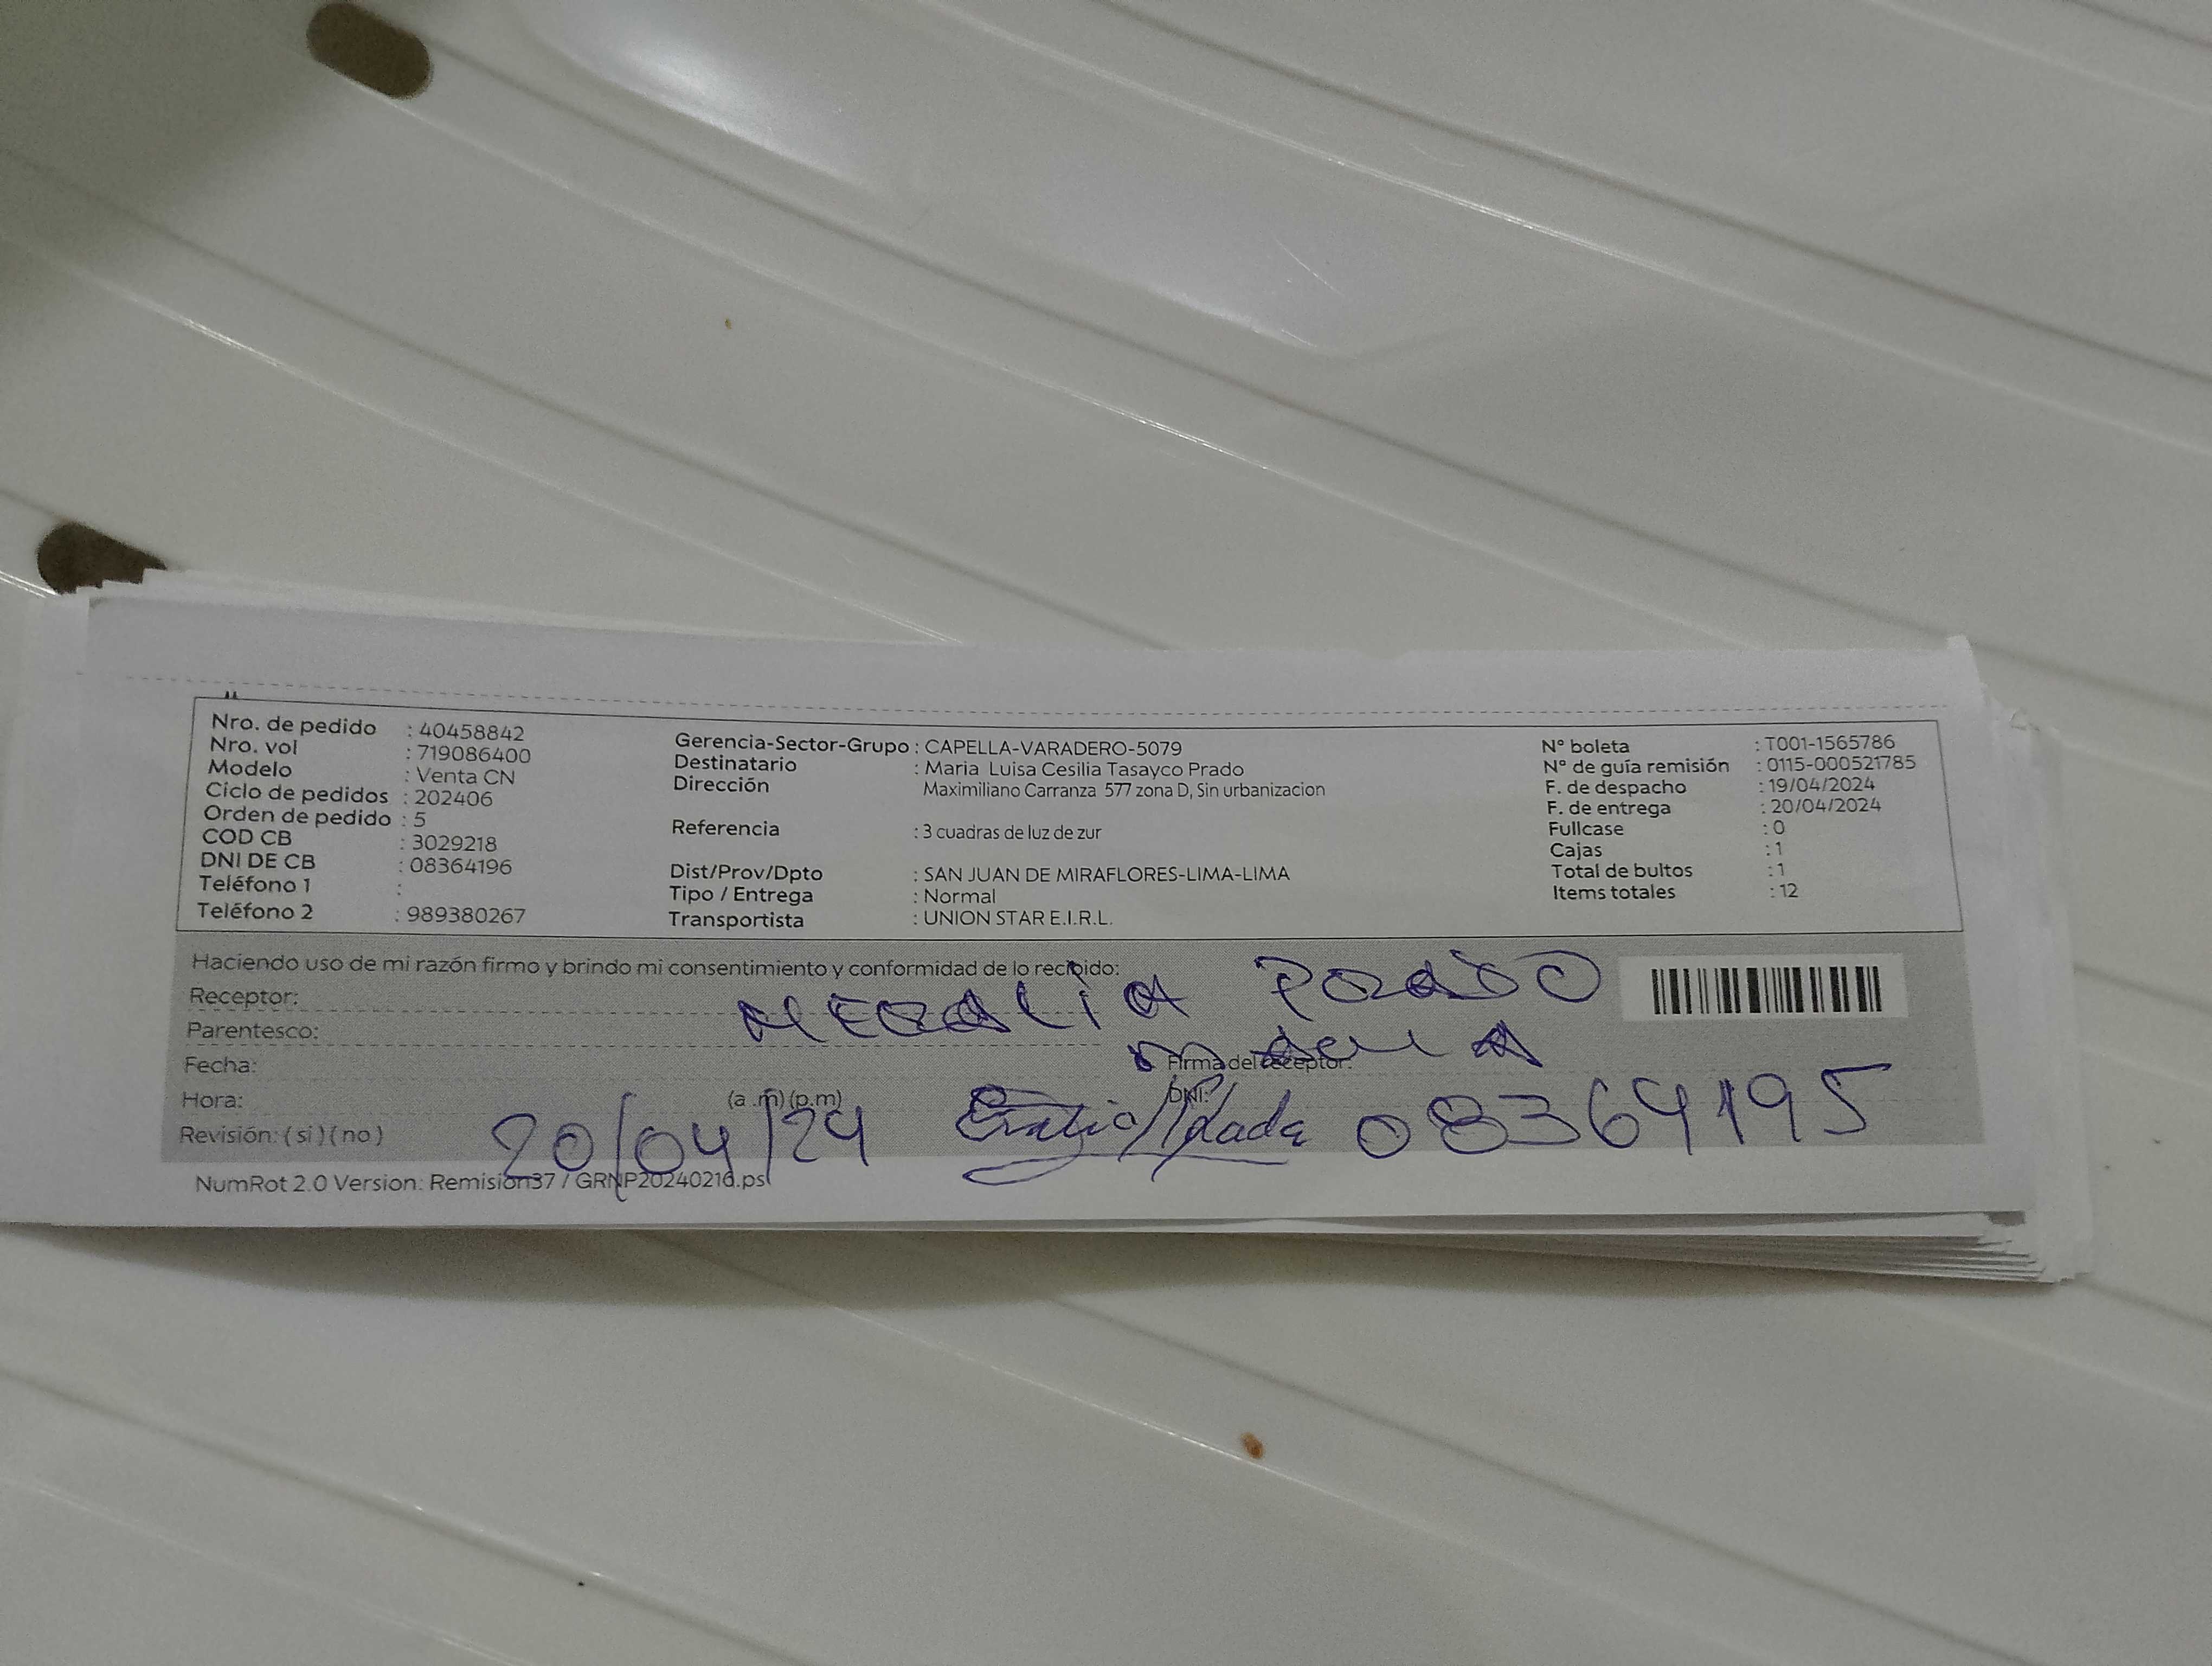 Nro. de pedido : 40458842
Nro. vol : 719086400
Modelo : Venta CN
Ciclo de pedidos : 202406
Orden de pedido : 5
COD CB : 3029218
DNI DE CB : 08364196
Teléfono 1 :
Teléfono 2 : 989380267
Gerencia-Sector-Grupo : CAPELLA-VARADERO-5079
Destinatario : Maria Luisa Cesilia Tasayco Prado
Dirección Maximiliano Carranza 577 zona D, Sin urbanizacion
Referencia : 3 cuadras de luz de zur
Dist/Prov/Dpto : SAN JUAN DE MIRAFLORES-LIMA-LIMA
Tipo / Entrega : Normal
Transportista : UNION STAR E.I.R.L.
N° boleta : T001-1565786
N° de guía remisión : 0115-000521785
F. de despacho : 19/04/2024
F. de entrega : 20/04/2024
Fullcase : 0
Cajas : 1
Total de bultos : 1
Items totales : 12
Haciendo uso de mi razón firmo y brindo mi consentimiento y conformidad de lo recibido:
Receptor: PRADO
Parentesco:
Fecha: Firma del receptor:
Hora: (a .m) (p.m) DNI:
Revisión: ( si ) ( no ) 20/04/24 08364195
NumRot 2.0 Version: Remision37 / GRNP20240216.ps